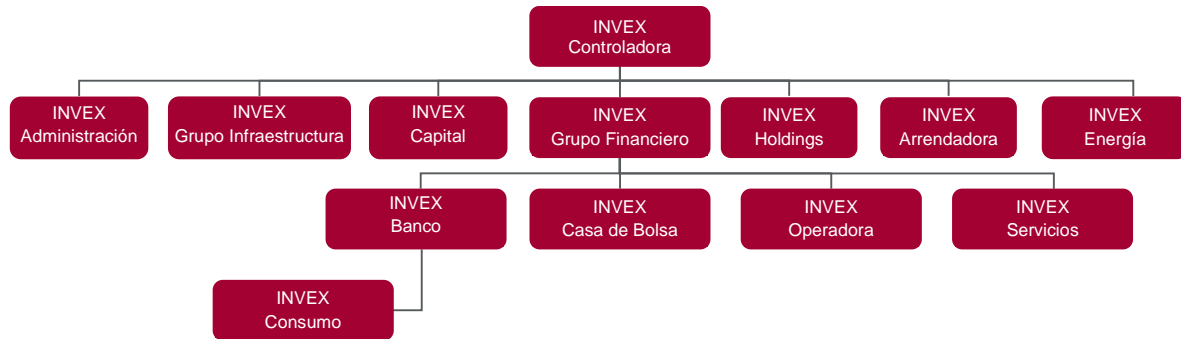 INVEX
Controladora
INVEX
Administración
INVEX
Grupo Infraestructura
INVEX
Capital
INVEX
Grupo Financiero
INVEX
Holdings
INVEX
Arrendadora
INVEX
Energía
INVEX
Banco
INVEX
Casa de Bolsa
INVEX
Operadora
INVEX
Servicios
INVEX
Consumo